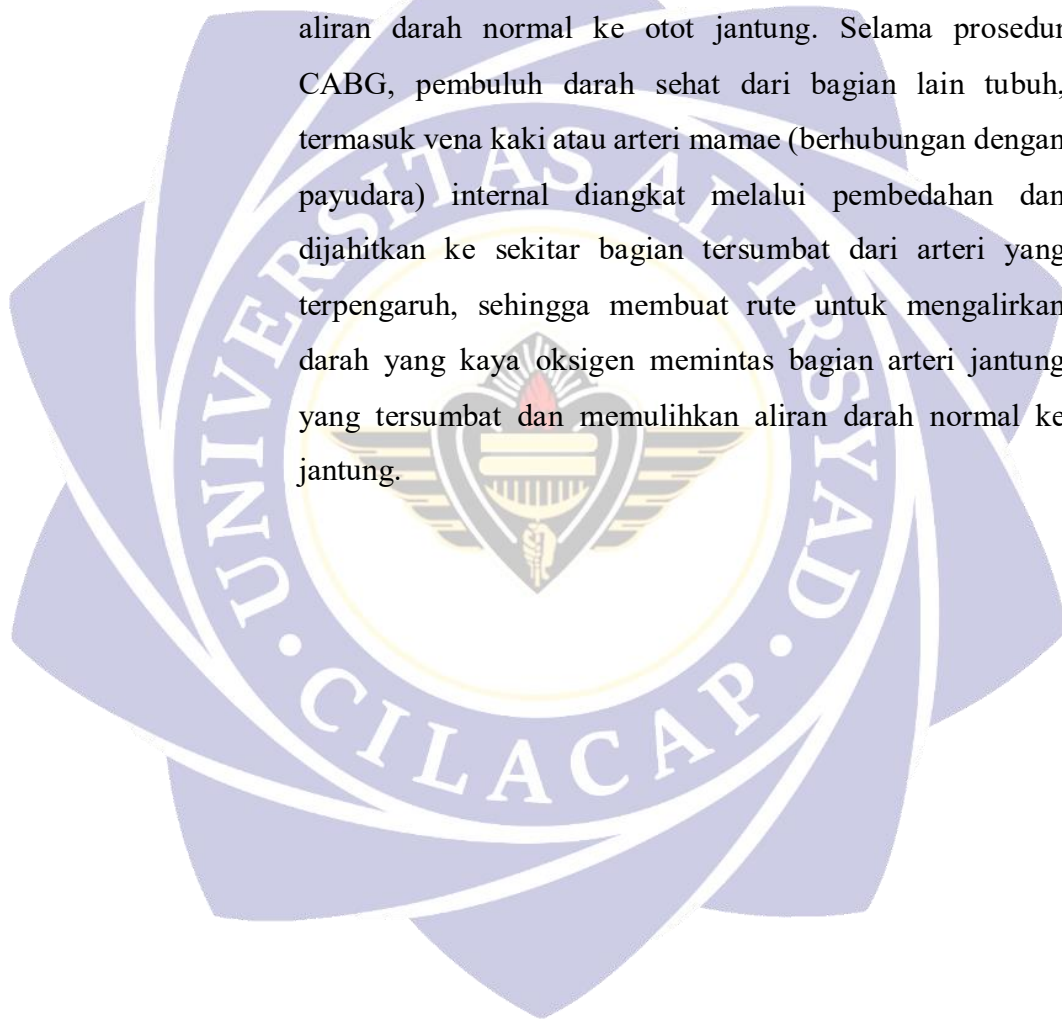 aliran darah normal ke otot jantung. Selama prosedur
CABG, pembuluh darah sehat dari bagian lain tubuh,
termasuk vena kaki atau arteri mamae (berhubungan dengan
payudara) internal diangkat melalui pembedahan dan
dijahitkan ke sekitar bagian tersumbat dari arteri yang
terpengaruh, sehingga membuat rute untuk mengalirkan
darah yang kaya oksigen memintas bagian arteri jantung
yang tersumbat dan memulihkan aliran darah normal ke
jantung.
UNIVERSITAS AL-IRSYAD
• CILACAP •